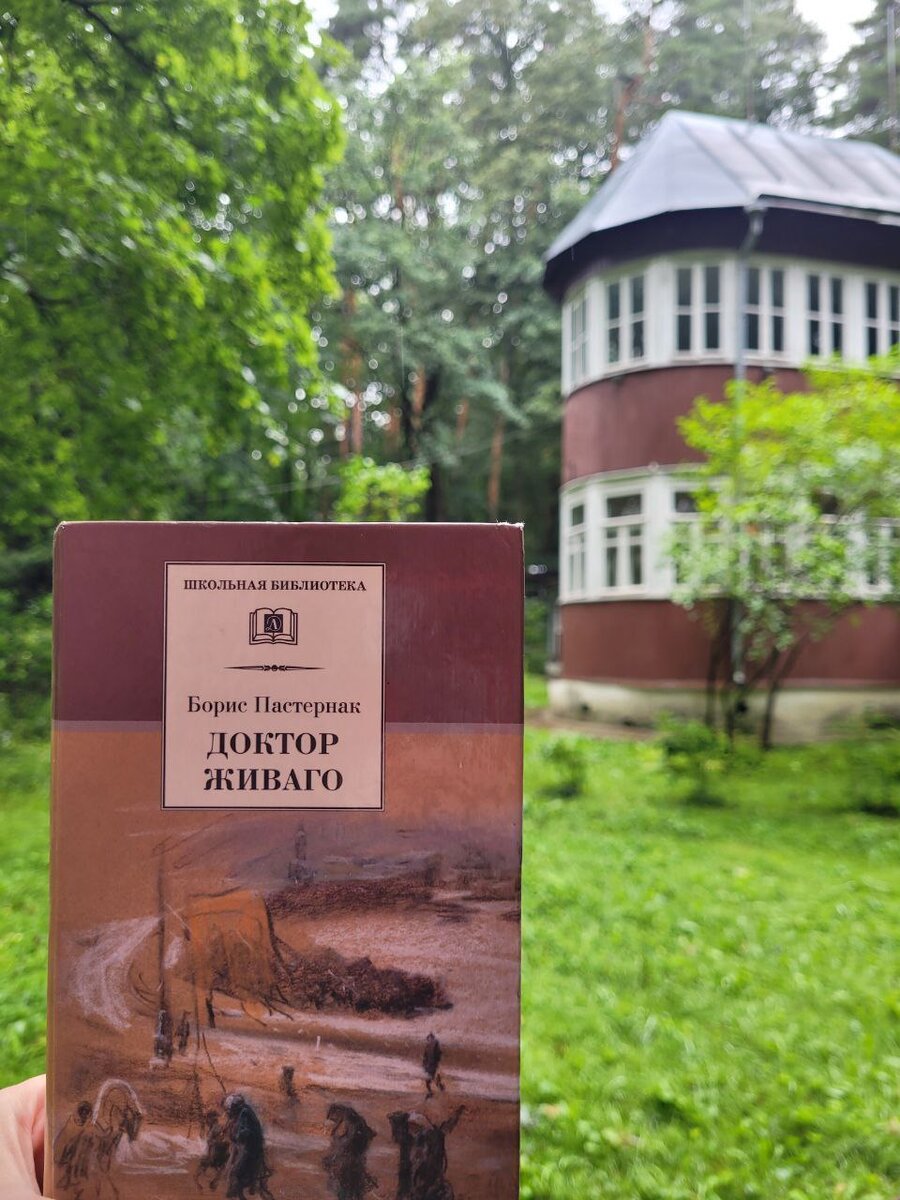 ШКОЛЬНАЯ БИБЛИОТЕКА
Борис Пастернак
ДОКТОР
ЖИВАГО